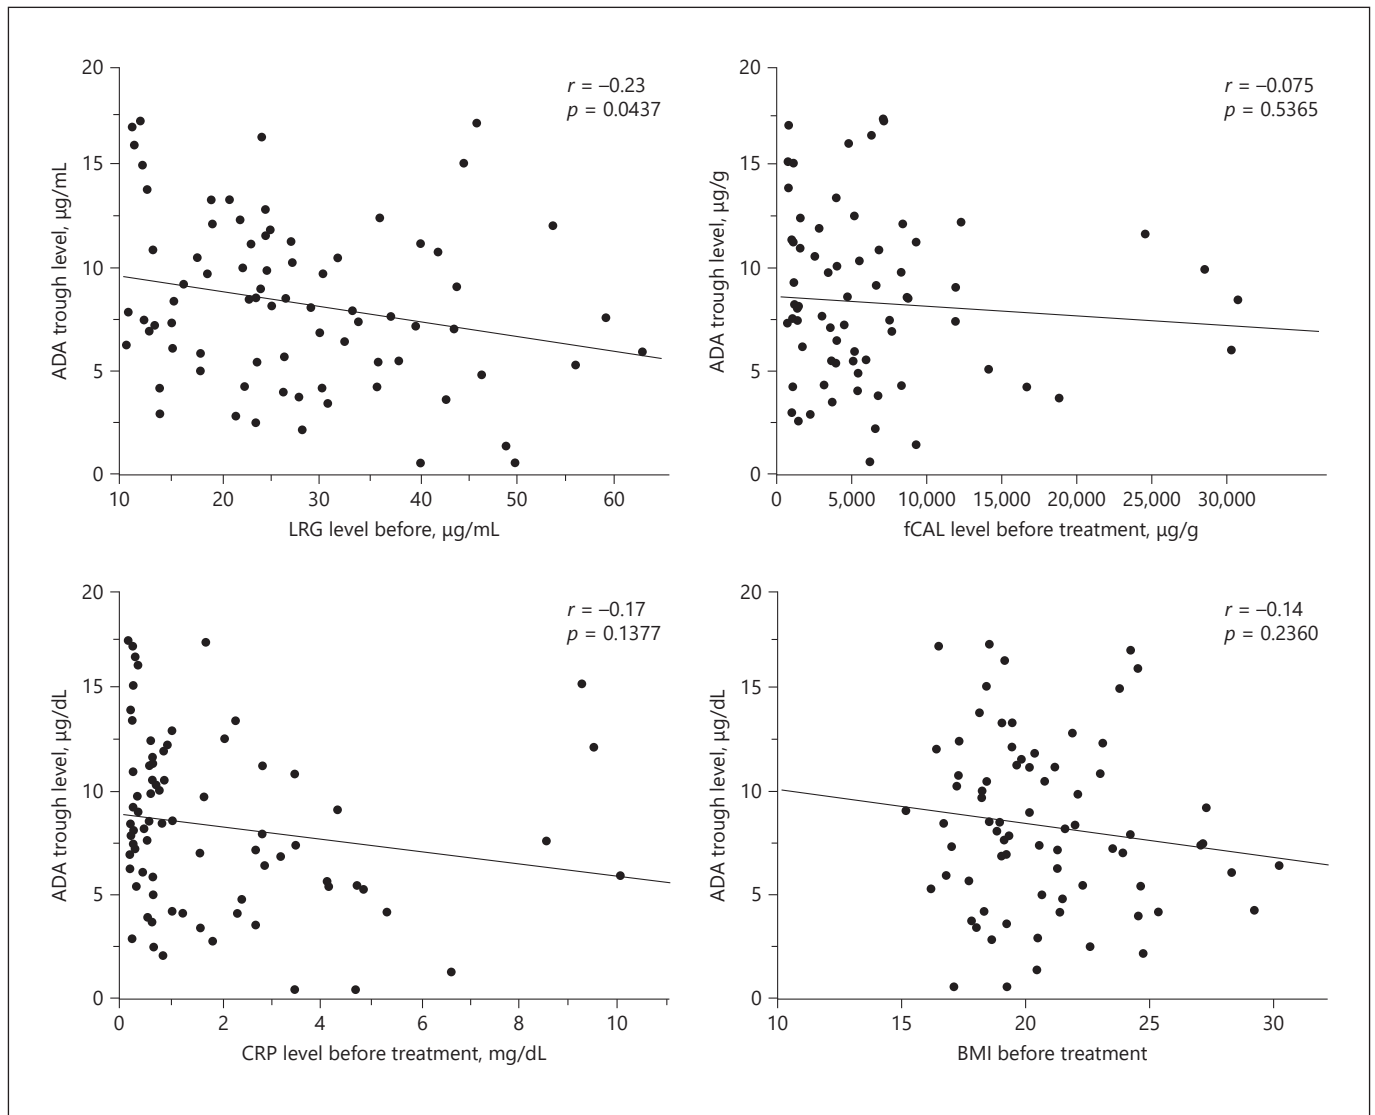 r = –0.23
p = 0.0437
ADA trough level, µg/mL
20
15
10
5
0
10 20 30 40 50 60
LRG level before, µg/mL
r = –0.075
p = 0.5365
ADA trough level, µg/g
20
15
10
5
0
0 5,000 10,000 15,000 20,000 25,000 30,000
fCAL level before treatment, µg/g
r = –0.17
p = 0.1377
ADA trough level, µg/dL
20
15
10
5
0
0 2 4 6 8 10
CRP level before treatment, mg/dL
r = –0.14
p = 0.2360
ADA trough level, µg/dL
20
15
10
5
0
10 15 20 25 30
BMI before treatment